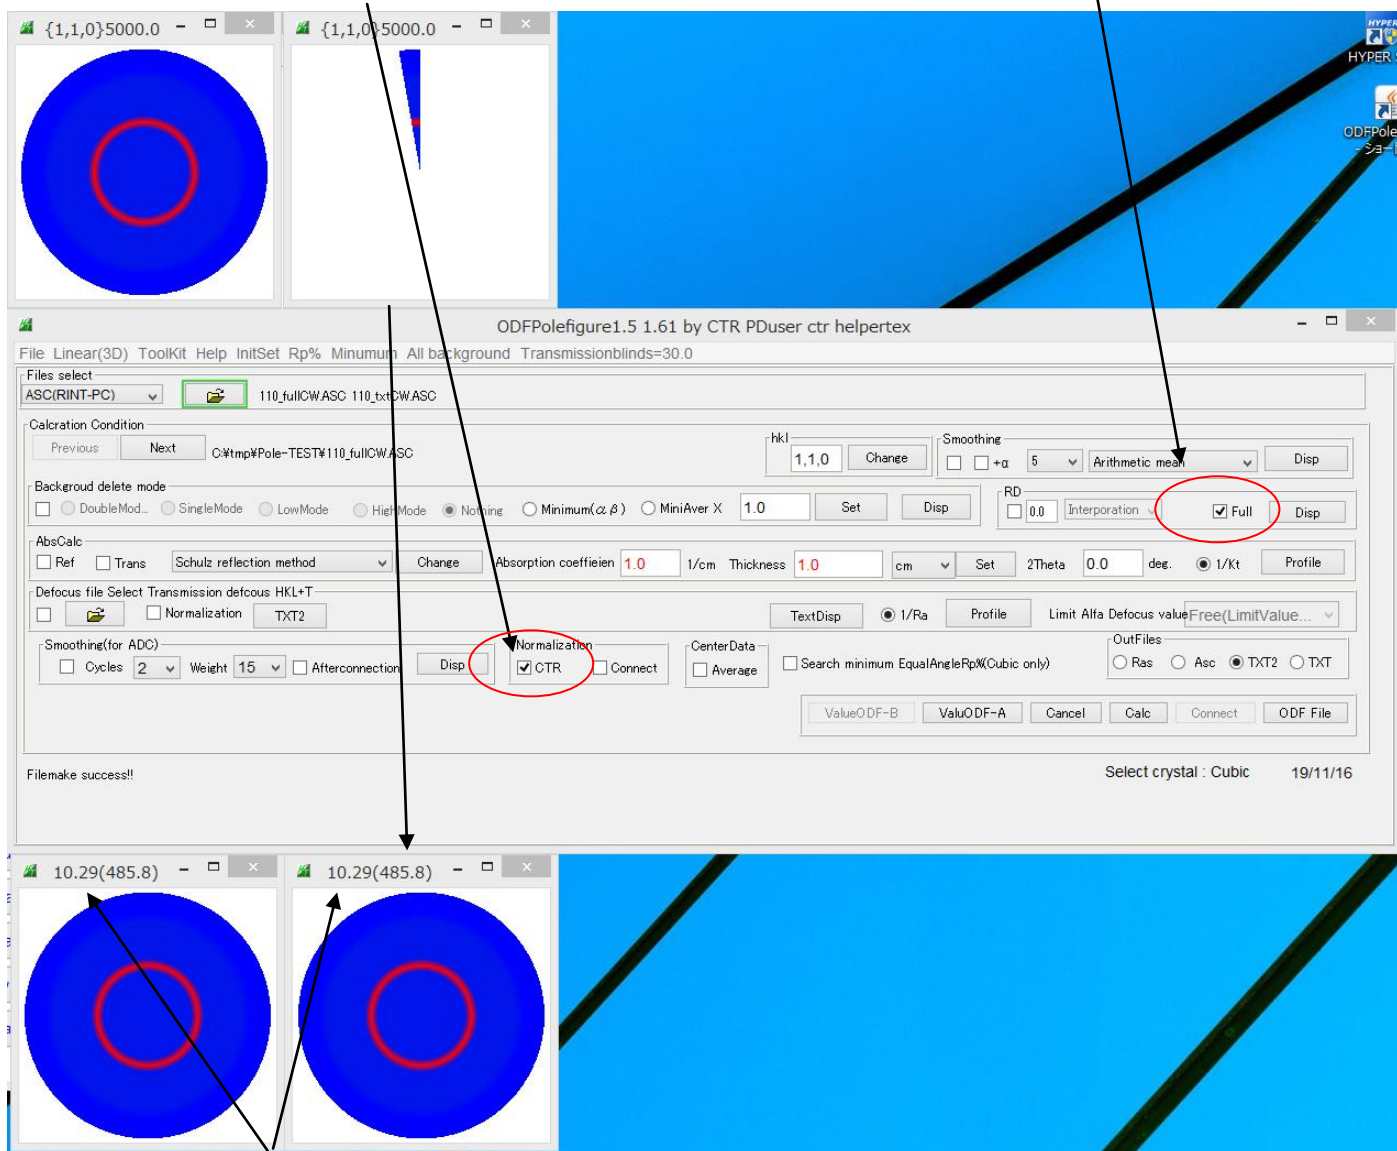 {1,1,0}5000.0
{1,1,0}5000.0
HYPER
HYPER
ODFPole
- ショート
ODFPolefigure1.5 1.61 by CTR PDuser ctr helpertex
File Linear(3D) ToolKit Help InitSet Rp% Minumum All background Transmissionblinds=30.0
Files select
ASC(RINT-PC)
110_fullCW.ASC 110_txtCW.ASC
Calcration Condition
Previous Next C:¥tmp¥Pole-TEST¥110_fullCW.ASC
hkl
1,1,0 Change
Smoothing
+α 5 Arithmetic mean Disp
Backgroud delete mode
DoubleMod... SingleMode LowMode HighMode Nothing Minimum(αβ) MiniAver X 1.0 Set Disp
RD
0.0 Interporation Full Disp
AbsCalc
Ref Trans Schulz reflection method Change Absorption coeffieien 1.0 1/cm Thickness 1.0 cm Set 2Theta 0.0 deg. 1/Kt Profile
Defocus file Select Transmission defcous HKL+T
Normalization TXT2 TextDisp 1/Ra Profile Limit Alfa Defocus value Free(LimitValue...
Smoothing(for ADC)
Cycles 2 Weight 15 Afterconnection Disp
Normalization
CTR Connect
CenterData
Average
Search minimum EqualAngleRp%(Cubic only)
OutFiles
Ras Asc TXT2 TXT
ValueODF-B ValuODF-A Cancel Calc Connect ODF File
Filemake success!!
Select crystal : Cubic 19/11/16
10.29(485.8)
10.29(485.8)